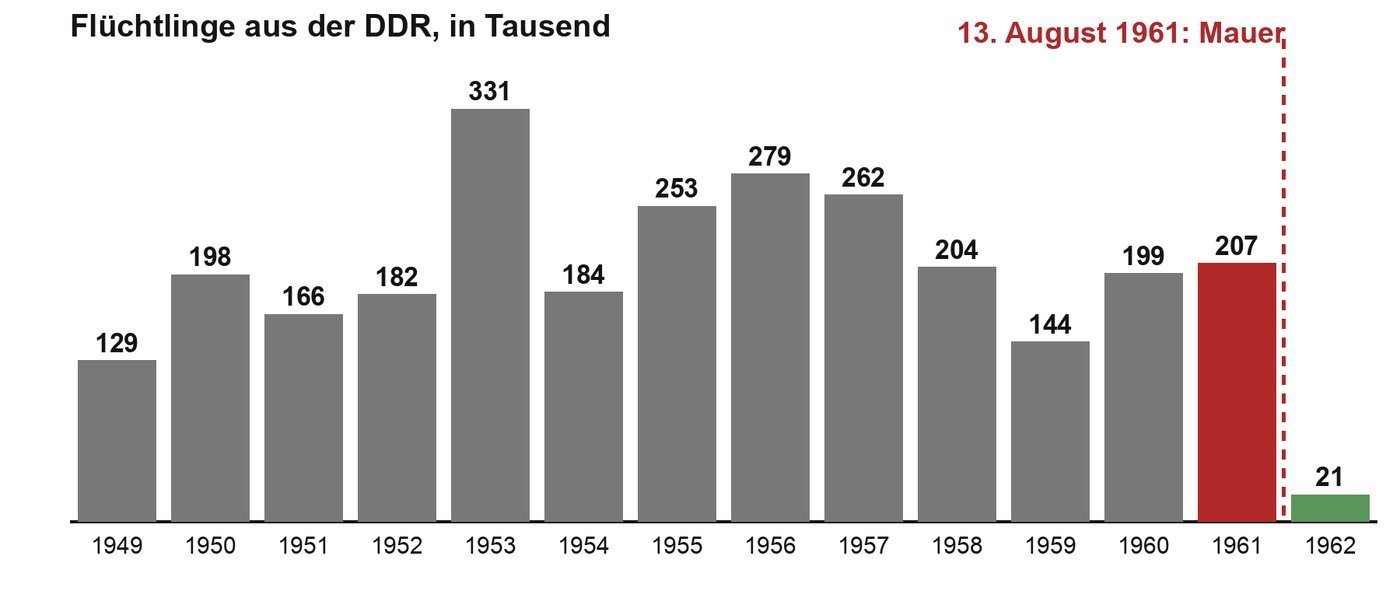 Flüchtlinge aus der DDR, in Tausend
13. August 1961: Mauer
129 198 166 182 331 184 253 279 262 204 144 199 207 21
1949 1950 1951 1952 1953 1954 1955 1956 1957 1958 1959 1960 1961 1962